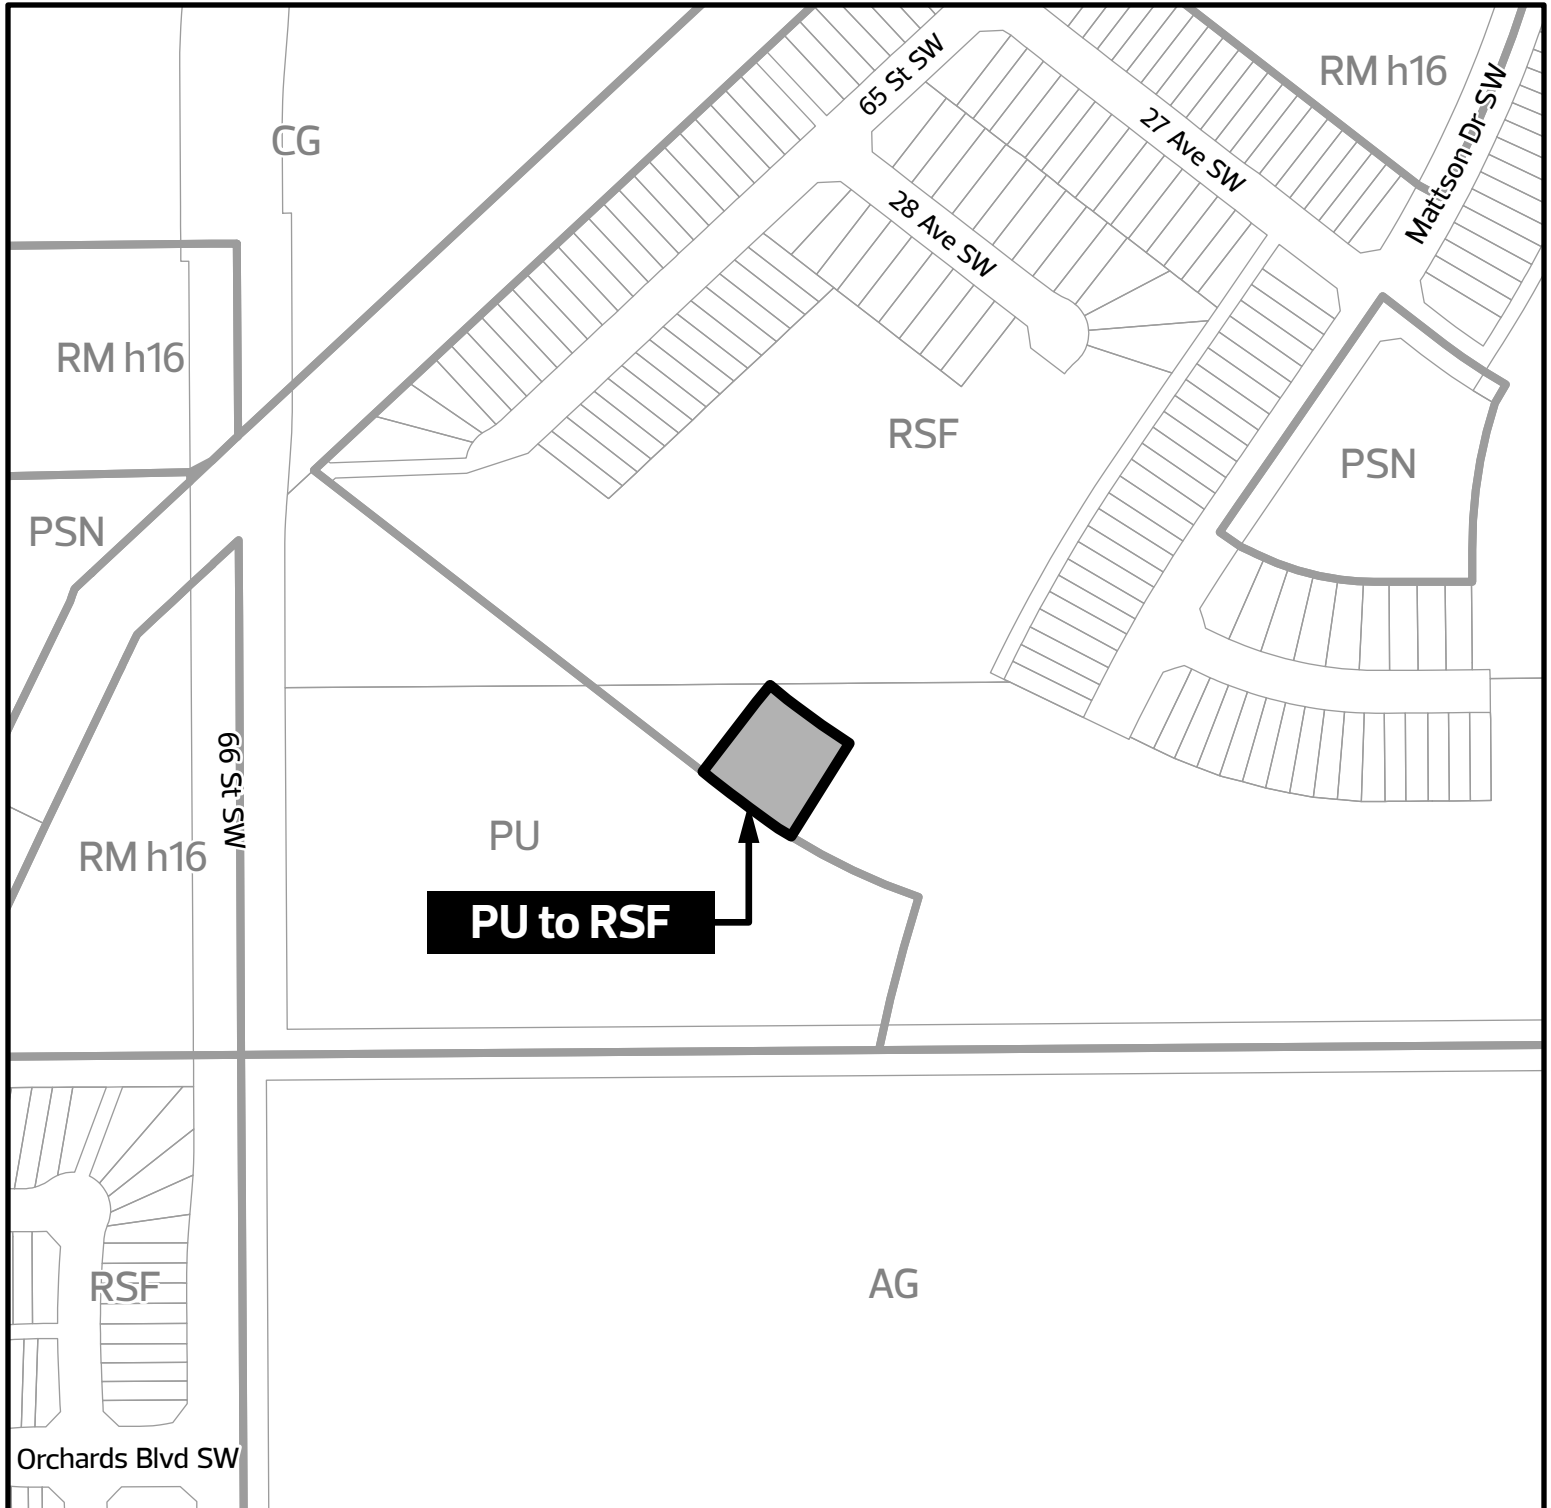 RM h16
65 St SW
27 Ave SW
Mattson Dr SW
CG
28 Ave SW
RM h16
RSF
PSN
PSN
66 St SW
PU
RM h16
PU to RSF
RSF
AG
Orchards Blvd SW